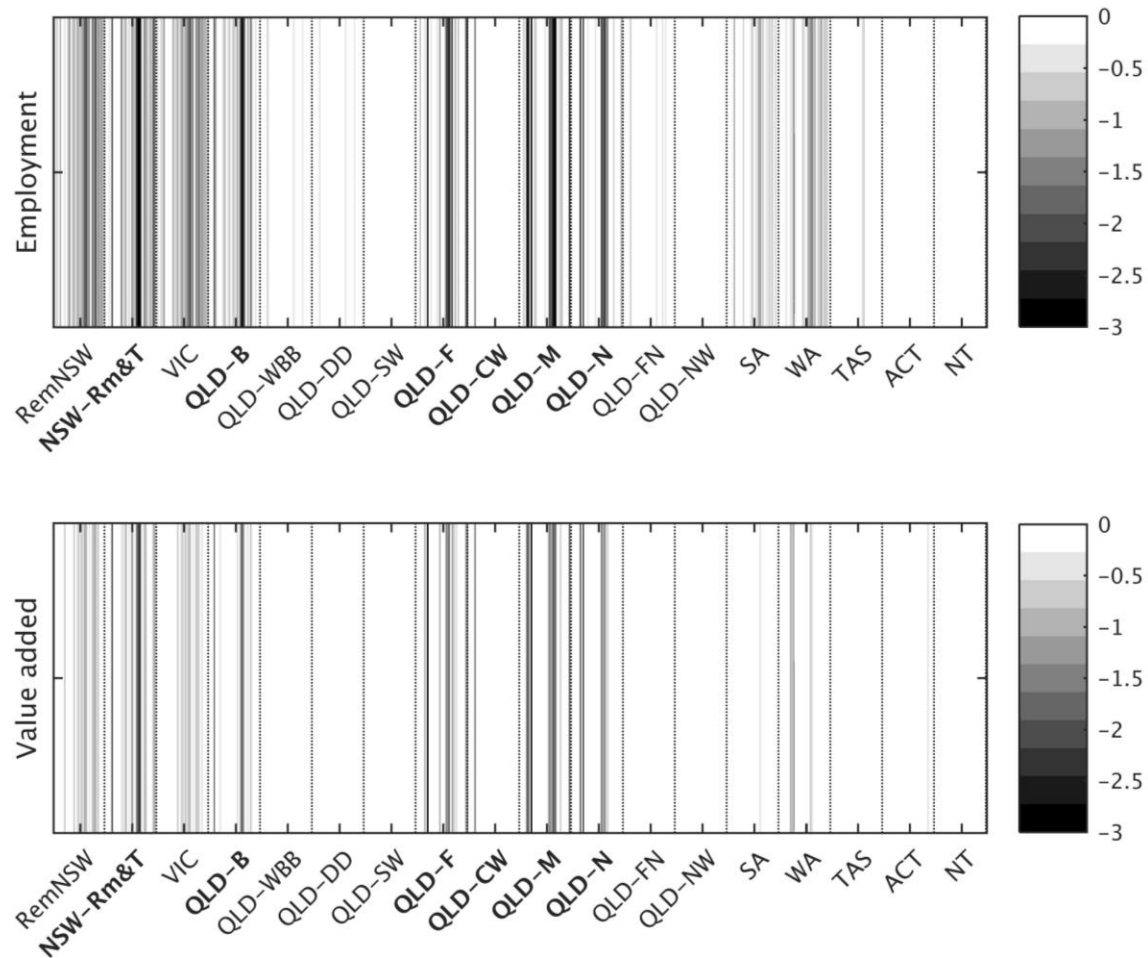 Employment
RemNSW
NSW–Rm&T
VIC
QLD–B
QLD–WBB
QLD–DD
QLD–SW
QLD–F
QLD–CW
QLD–M
QLD–N
QLD–FN
QLD–NW
SA
WA
TAS
ACT
NT
0
–0.5
–1
–1.5
–2
–2.5
–3
Value added
RemNSW
NSW–Rm&T
VIC
QLD–B
QLD–WBB
QLD–DD
QLD–SW
QLD–F
QLD–CW
QLD–M
QLD–N
QLD–FN
QLD–NW
SA
WA
TAS
ACT
NT
0
–0.5
–1
–1.5
–2
–2.5
–3